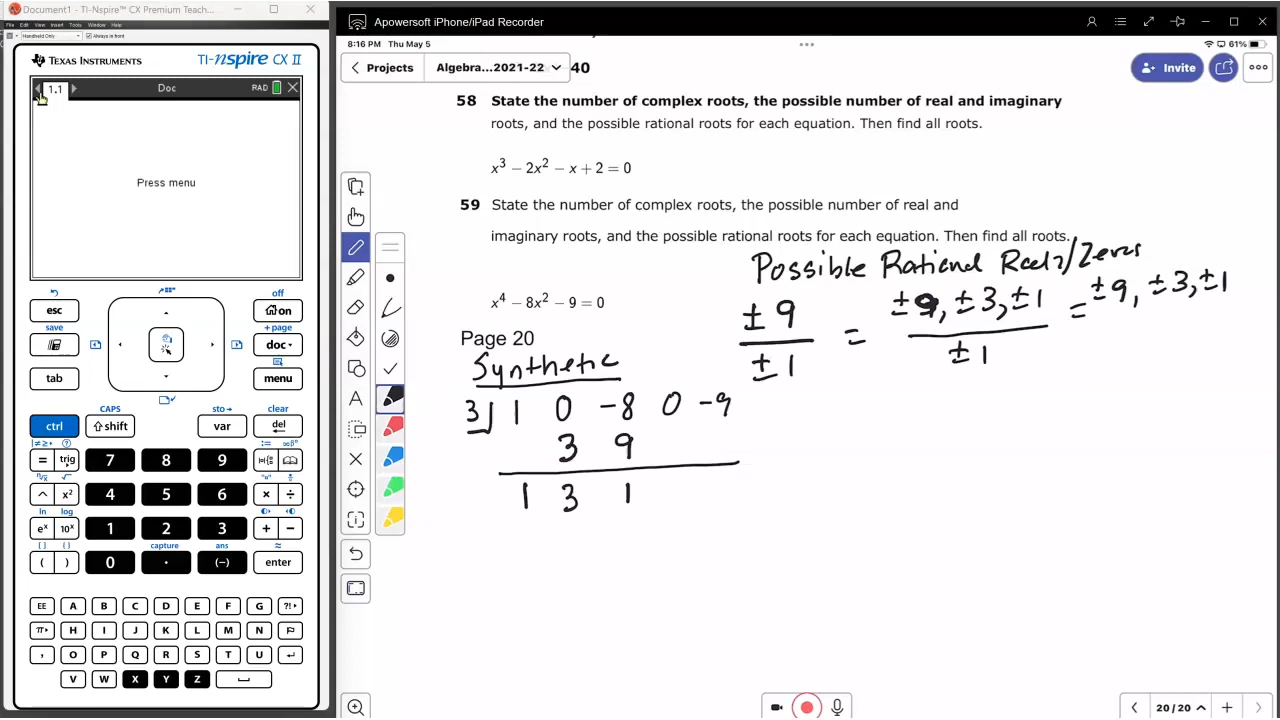 Document1 - TI-Nspire™ CX Premium Teach...
File Edit View Insert Tools Window Help
Handheld Only Always in front
TEXAS INSTRUMENTS TI-nspire CX II
1.1 Doc RAD
Press menu
esc off on
save + page doc
tab menu
CAPS sto→ clear
ctrl shift var del
= trig 7 8 9
^ x² 4 5 6 × ÷
ln log
eˣ 10ˣ 1 2 3 + −
capture ans ≈
( ) 0 . (−) enter
EE A B C D E F G ?!
π H I J K L M N
, O P Q R S T U
V W X Y Z
Apowersoft iPhone/iPad Recorder
8:16 PM Thu May 5 61%
Projects Algebra...2021-22 40 Invite
58 State the number of complex roots, the possible number of real and imaginary
roots, and the possible rational roots for each equation. Then find all roots.
x³ − 2x² − x + 2 = 0
59 State the number of complex roots, the possible number of real and
imaginary roots, and the possible rational roots for each equation. Then find all roots.
Possible Rational Roots/Zeros
x⁴ − 8x² − 9 = 0
±9 / ±1 = ±9, ±3, ±1 / ±1 = ±9, ±3, ±1
Page 20
Synthetic
3 1 0 -8 0 -9
3 9
1 3 1
20 / 20